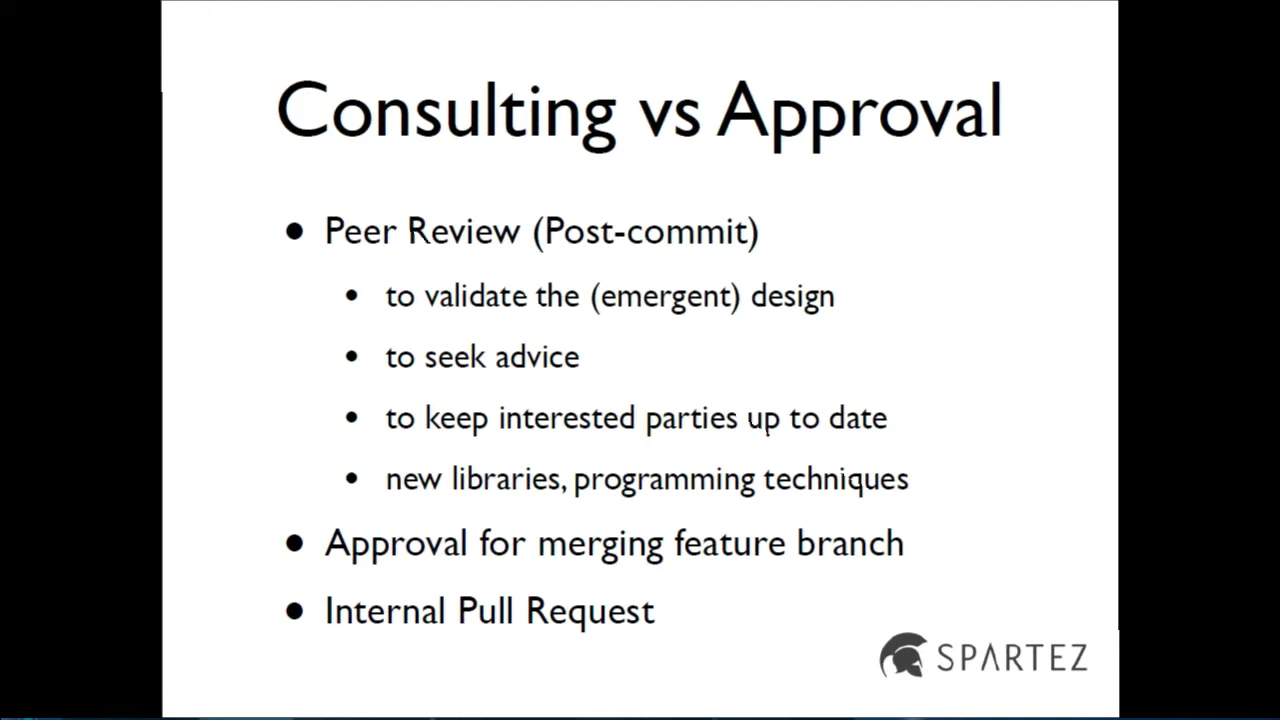 Consulting vs Approval
• Peer Review (Post-commit)
• to validate the (emergent) design
• to seek advice
• to keep interested parties up to date
• new libraries, programming techniques
• Approval for merging feature branch
• Internal Pull Request
SPARTEZ